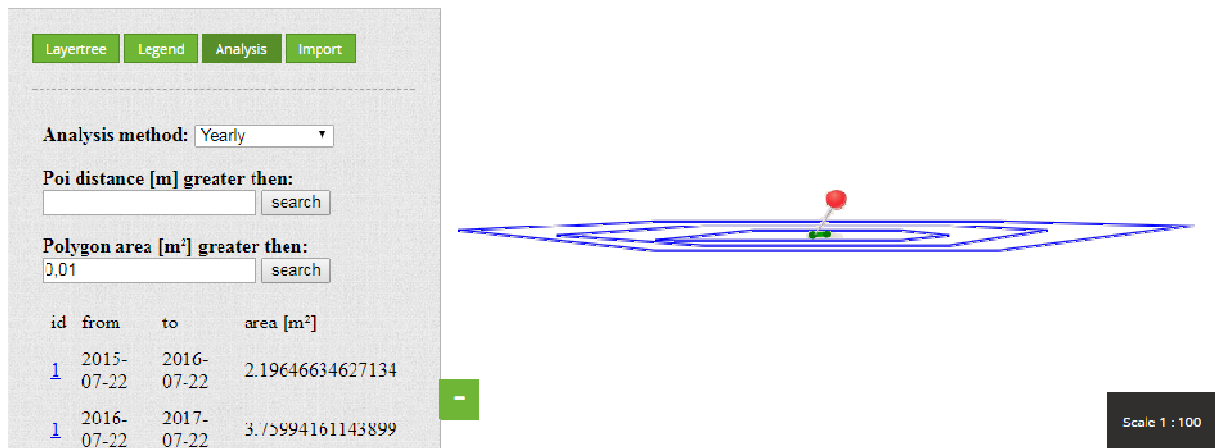 Layertree Legend Analysis Import
Analysis method: Yearly
Poi distance [m] greater then:
search
Polygon area [m²] greater then:
0,01 search
id from to area [m²]
2015- 2016-
1 2.19646634627134
07-22 07-22
2016- 2017-
1 3.75994161143899
07-22 07-22
-
Scale 1 : 100